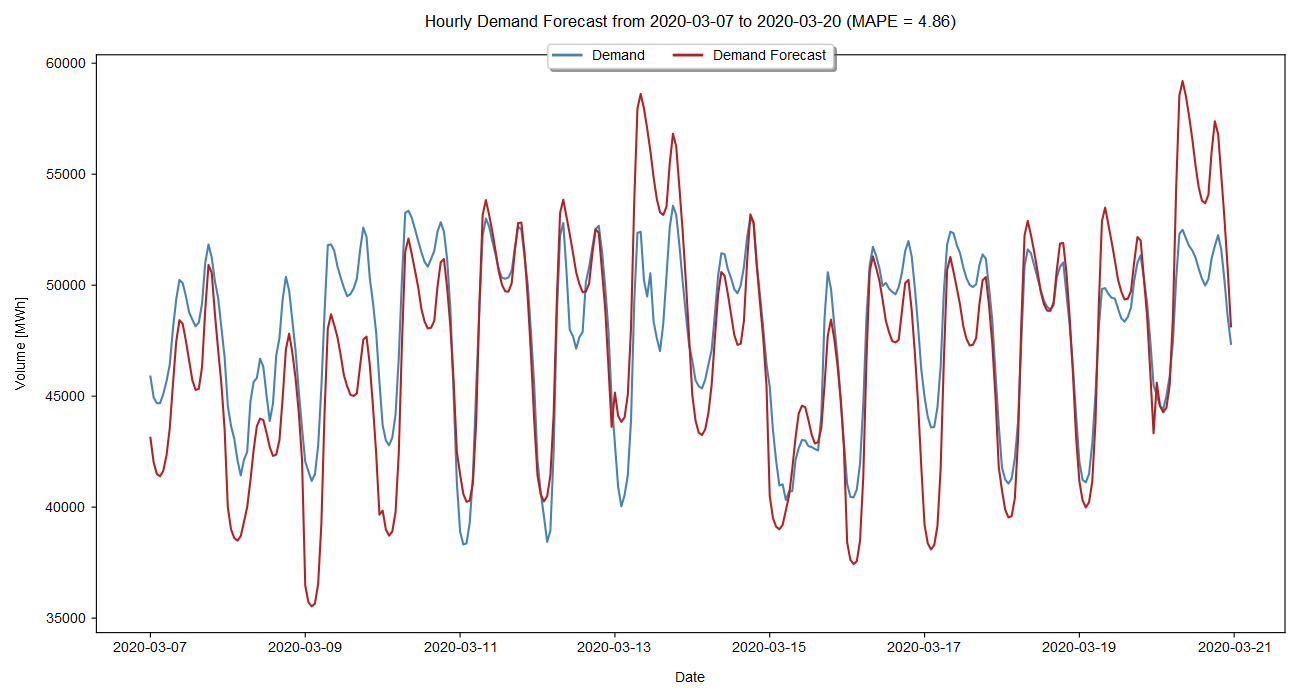 Hourly Demand Forecast from 2020-03-07 to 2020-03-20 (MAPE = 4.86)
Demand Demand Forecast
60000
55000
50000
45000
40000
35000
Volume [MWh]
2020-03-07 2020-03-09 2020-03-11 2020-03-13 2020-03-15 2020-03-17 2020-03-19 2020-03-21
Date